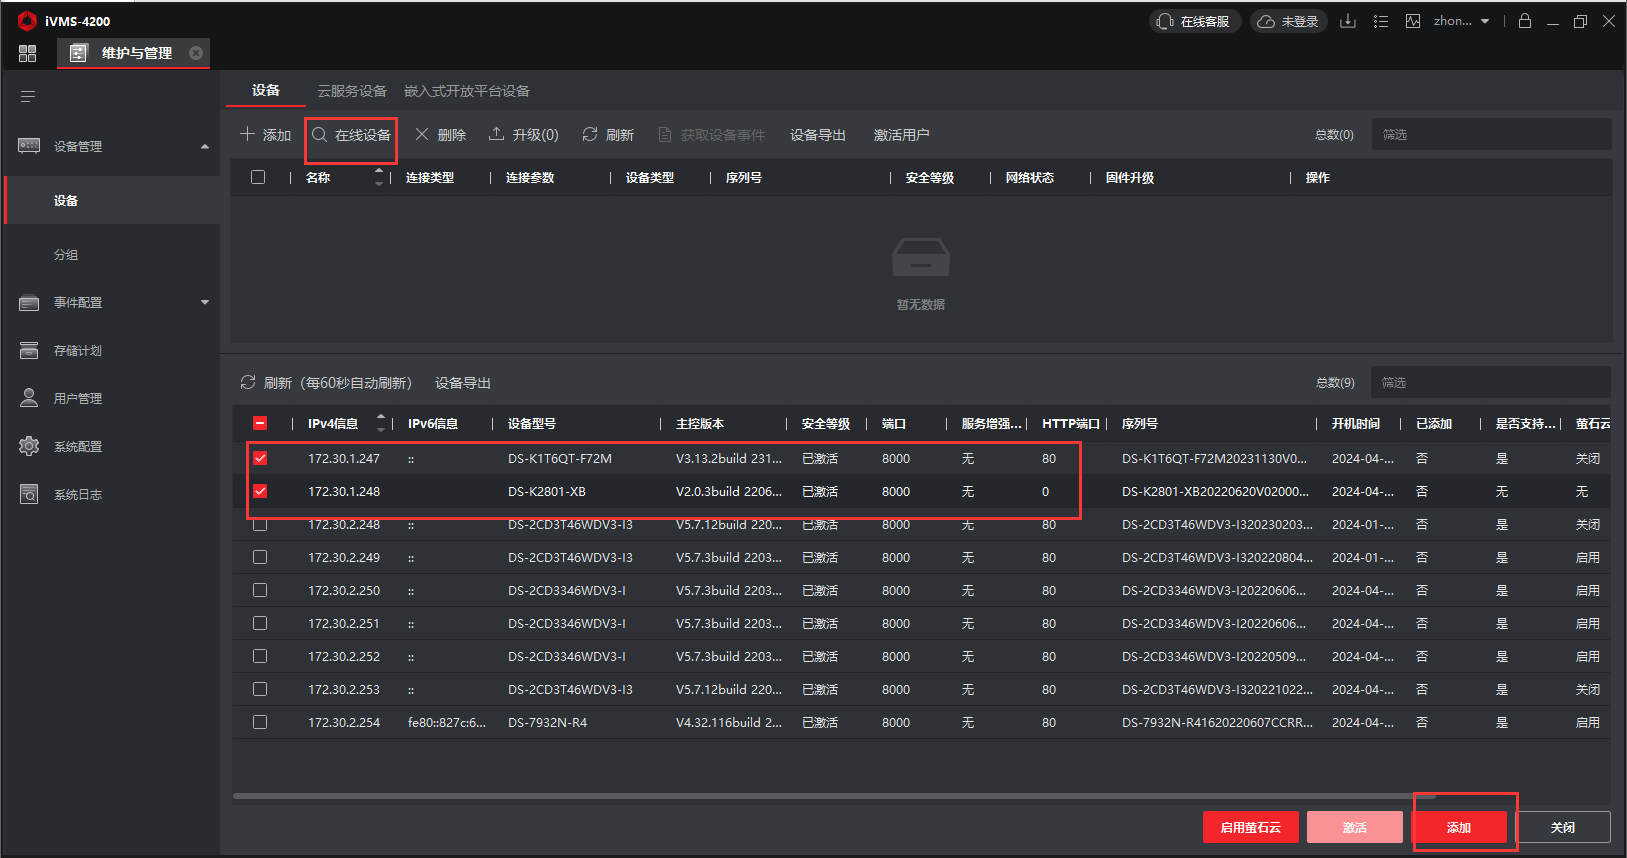 iVMS-4200
在线客服
未登录
zhon...
维护与管理
设备 云服务设备 嵌入式开放平台设备
添加 在线设备 删除 升级(0) 刷新 获取设备事件 设备导出 激活用户 总数(0) 筛选
设备管理
设备
分组
事件配置
存储计划
用户管理
系统配置
系统日志
名称 连接类型 连接参数 设备类型 序列号 安全等级 网络状态 固件升级 操作
暂无数据
刷新（每60秒自动刷新） 设备导出 总数(9) 筛选
IPv4信息 IPv6信息 设备型号 主控版本 安全等级 端口 服务增强... HTTP端口 序列号 开机时间 已添加 是否支持... 萤石云
172.30.1.247 :: DS-K1T6QT-F72M V3.13.2build 231... 已激活 8000 无 80 DS-K1T6QT-F72M20231130V0... 2024-04-... 否 是 关闭
172.30.1.248 DS-K2801-XB V2.0.3build 2206... 已激活 8000 无 0 DS-K2801-XB20220620V02000... 2024-04-... 否 无 无
172.30.2.248 :: DS-2CD3T46WDV3-I3 V5.7.12build 220... 已激活 8000 无 80 DS-2CD3T46WDV3-I320230203... 2024-01-... 否 是 关闭
172.30.2.249 :: DS-2CD3T46WDV3-I3 V5.7.3build 2203... 已激活 8000 无 80 DS-2CD3T46WDV3-I320220804... 2024-01-... 否 是 启用
172.30.2.250 :: DS-2CD3346WDV3-I V5.7.3build 2203... 已激活 8000 无 80 DS-2CD3346WDV3-I20220606... 2024-04-... 否 是 启用
172.30.2.251 :: DS-2CD3346WDV3-I V5.7.3build 2203... 已激活 8000 无 80 DS-2CD3346WDV3-I20220606... 2024-04-... 否 是 启用
172.30.2.252 :: DS-2CD3346WDV3-I V5.7.3build 2203... 已激活 8000 无 80 DS-2CD3346WDV3-I20220509... 2024-04-... 否 是 启用
172.30.2.253 :: DS-2CD3T46WDV3-I3 V5.7.12build 220... 已激活 8000 无 80 DS-2CD3T46WDV3-I320221022... 2024-04-... 否 是 关闭
172.30.2.254 fe80::827c:6... DS-7932N-R4 V4.32.116build 2... 已激活 8000 无 80 DS-7932N-R41620220607CCRR... 2024-04-... 否 是 启用
启用萤石云 激活 添加 关闭